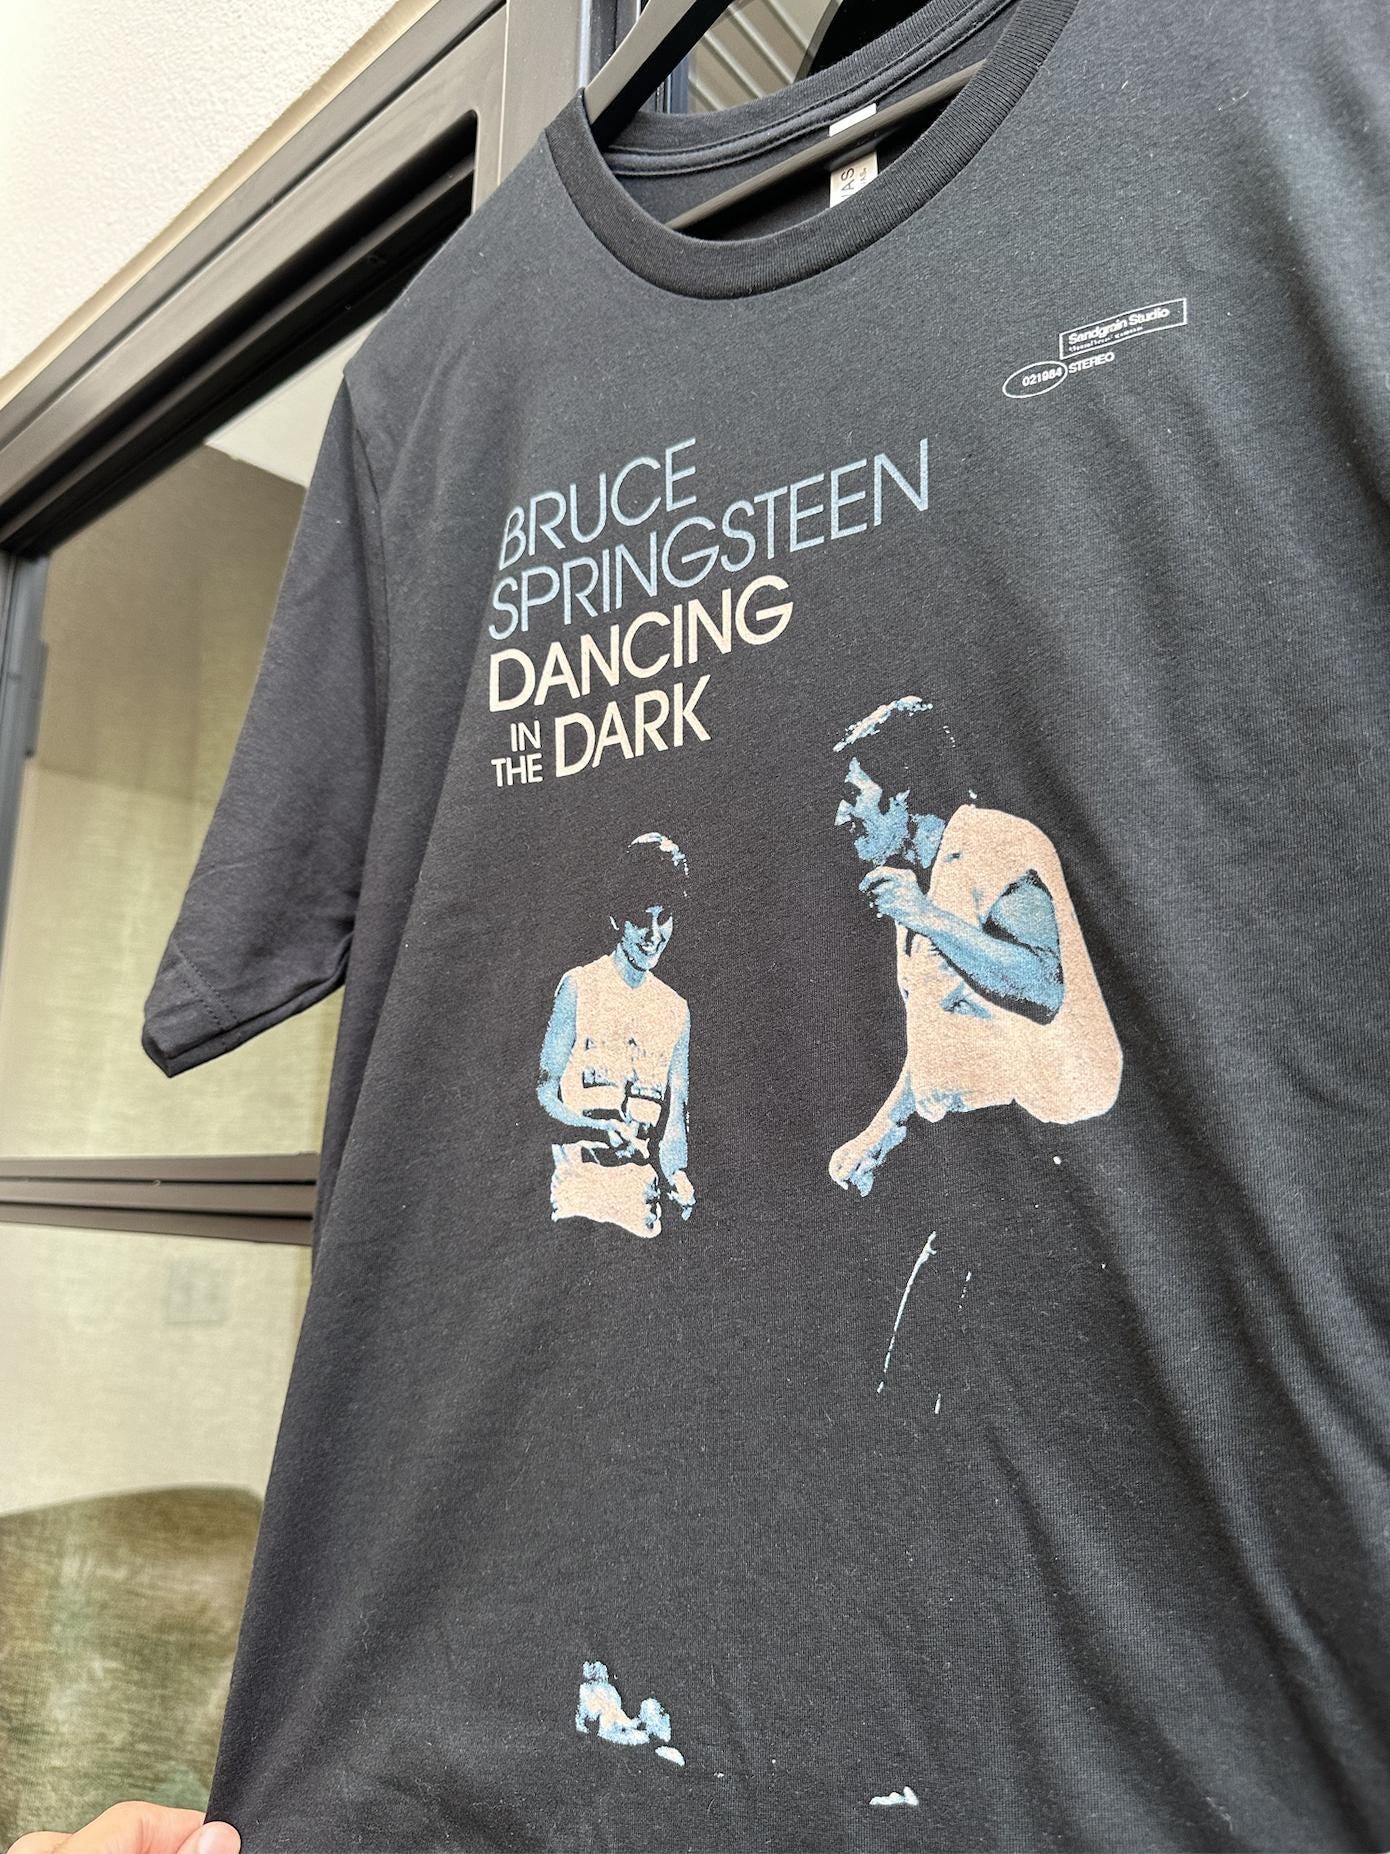 Sandgrain Studio
021984 STEREO
BRUCE
SPRINGSTEEN
DANCING
IN
THE DARK